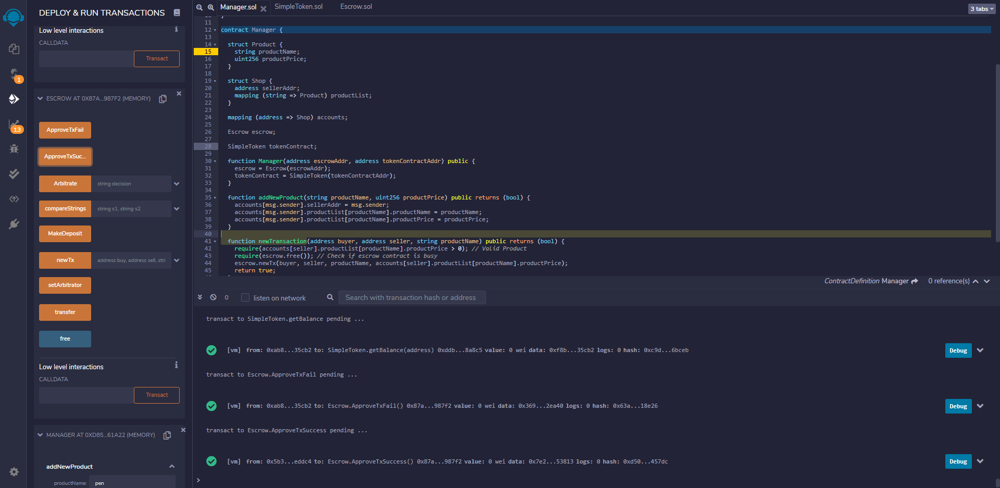 DEPLOY & RUN TRANSACTIONS
Low level interactions
CALLDATA
Transact
ESCROW AT 0X87A...987F2 (MEMORY)
ApproveTxFail
ApproveTxSuc...
Arbitrate string decision
compareStrings string s1, string s2
MakeDeposit
newTx address buy, address sell, stri
setArbitrator
transfer
free
Low level interactions
CALLDATA
Transact
MANAGER AT 0XD85...61A22 (MEMORY)
addNewProduct
productName: pen
1
13
Manager.sol SimpleToken.sol Escrow.sol
3 tabs
11
12 contract Manager {
13
14 struct Product {
15 string productName;
16 uint256 productPrice;
17 }
18
19 struct Shop {
20 address sellerAddr;
21 mapping (string => Product) productList;
22 }
23
24 mapping (address => Shop) accounts;
25
26 Escrow escrow;
27
28 SimpleToken tokenContract;
29
30 function Manager(address escrowAddr, address tokenContractAddr) public {
31 escrow = Escrow(escrowAddr);
32 tokenContract = SimpleToken(tokenContractAddr);
33 }
34
35 function addNewProduct(string productName, uint256 productPrice) public returns (bool) {
36 accounts[msg.sender].sellerAddr = msg.sender;
37 accounts[msg.sender].productList[productName].productName = productName;
38 accounts[msg.sender].productList[productName].productPrice = productPrice;
39 }
40
41 function newTransaction(address buyer, address seller, string productName) public returns (bool) {
42 require(accounts[seller].productList[productName].productPrice > 0); // Valid Product
43 require(escrow.free()); // Check if escrow contract is busy
44 escrow.newTx(buyer, seller, productName, accounts[seller].productList[productName].productPrice);
45 return true;
ContractDefinition Manager 0 reference(s)
0 listen on network Search with transaction hash or address
transact to SimpleToken.getBalance pending ...
[vm] from: 0xab8...35cb2 to: SimpleToken.getBalance(address) 0xddb...8a8c5 value: 0 wei data: 0xf8b...35cb2 logs: 0 hash: 0xc9d...6bceb
Debug
transact to Escrow.ApproveTxFail pending ...
[vm] from: 0xab8...35cb2 to: Escrow.ApproveTxFail() 0x87a...987f2 value: 0 wei data: 0x369...2ea40 logs: 0 hash: 0x63a...18e26
Debug
transact to Escrow.ApproveTxSuccess pending ...
[vm] from: 0x5b3...eddc4 to: Escrow.ApproveTxSuccess() 0x87a...987f2 value: 0 wei data: 0x7e2...53813 logs: 0 hash: 0xd50...457dc
Debug
>